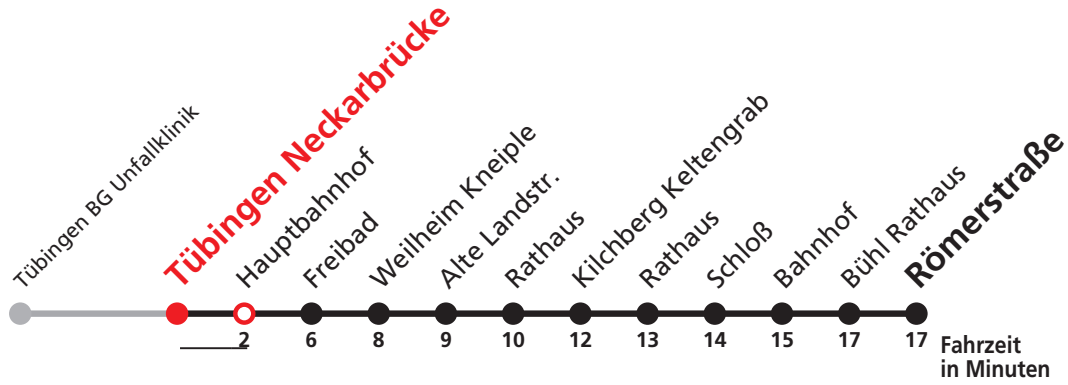 Tübingen BG Unfallklinik
Tübingen Neckarbrücke
Hauptbahnhof
Freibad
Weilheim Kneiple
Alte Landstr.
Rathaus
Kilchberg Keltengrab
Rathaus
Schloß
Bahnhof
Bühl Rathaus
Römerstraße
2 6 8 9 10 12 13 14 15 17 17 Fahrzeit
in Minuten